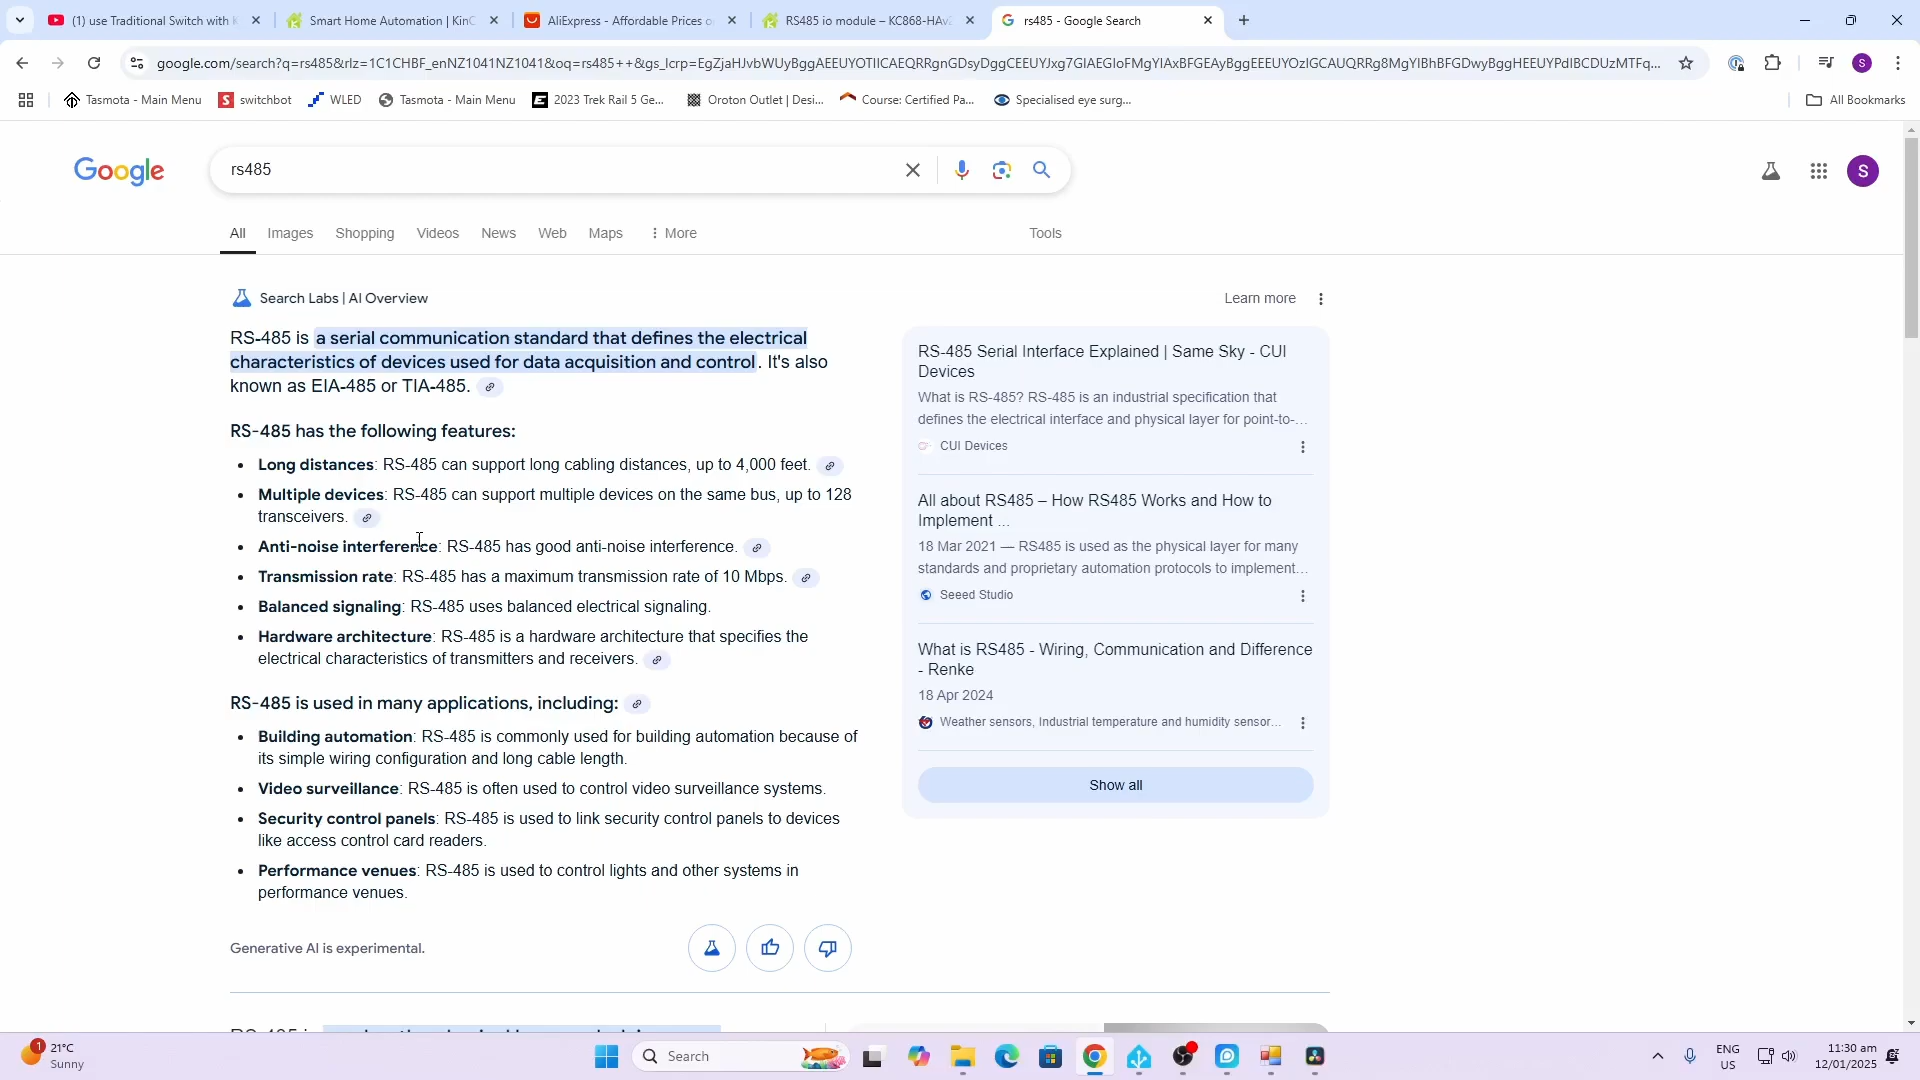 (1) use Traditional Switch with
Smart Home Automation | KinC
AliExpress - Affordable Prices o
RS485 io module – KC868-HAv2
rs485 - Google Search
google.com/search?q=rs485&rlz=1C1CHBF_enNZ1041NZ1041&oq=rs485++&gs_lcrp=
Tasmota - Main Menu
switchbot
WLED
Tasmota - Main Menu
2023 Trek Rail 5 Ge...
Oroton Outlet | Desi...
Course: Certified Pa...
Specialised eye surg...
All Bookmarks
Google
rs485
S
All
Images
Shopping
Videos
News
Web
Maps
More
Tools
Search Labs | AI Overview
Learn more
RS-485 is a serial communication standard that defines the electrical
characteristics of devices used for data acquisition and control. It's also
known as EIA-485 or TIA-485.
RS-485 has the following features:
• Long distances: RS-485 can support long cabling distances, up to 4,000 feet.
• Multiple devices: RS-485 can support multiple devices on the same bus, up to 128
transceivers.
• Anti-noise interference: RS-485 has good anti-noise interference.
• Transmission rate: RS-485 has a maximum transmission rate of 10 Mbps.
• Balanced signaling: RS-485 uses balanced electrical signaling.
• Hardware architecture: RS-485 is a hardware architecture that specifies the
electrical characteristics of transmitters and receivers.
RS-485 is used in many applications, including:
• Building automation: RS-485 is commonly used for building automation because of
its simple wiring configuration and long cable length.
• Video surveillance: RS-485 is often used to control video surveillance systems.
• Security control panels: RS-485 is used to link security control panels to devices
like access control card readers.
• Performance venues: RS-485 is used to control lights and other systems in
performance venues.
Generative AI is experimental.
RS-485 Serial Interface Explained | Same Sky - CUI
Devices
What is RS-485? RS-485 is an industrial specification that
defines the electrical interface and physical layer for point-to-...
CUI Devices
All about RS485 – How RS485 Works and How to
Implement ...
18 Mar 2021 — RS485 is used as the physical layer for many
standards and proprietary automation protocols to implement...
Seeed Studio
What is RS485 - Wiring, Communication and Difference
- Renke
18 Apr 2024
Weather sensors, Industrial temperature and humidity sensor...
Show all
1
21°C
Sunny
Search
ENG
US
11:30 am
12/01/2025